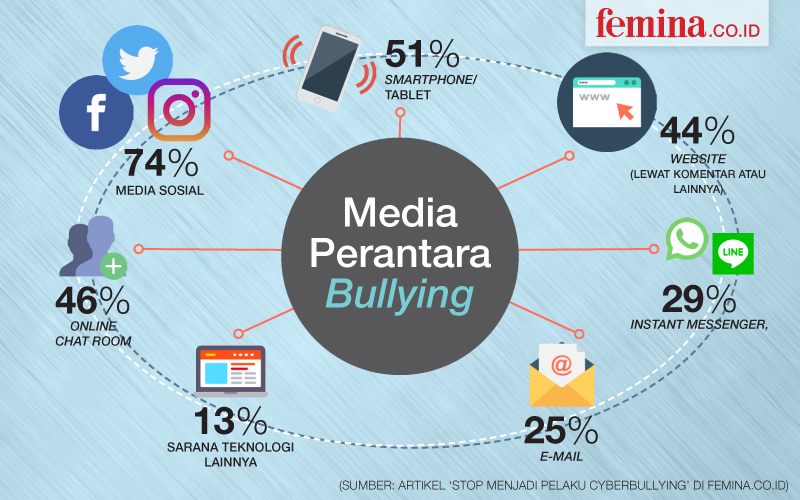 femina.CO.ID
51%
SMARTPHONE/
TABLET
www
44%
WEBSITE
(LEWAT KOMENTAR ATAU
LAINNYA)
74%
MEDIA SOSIAL
Media
Perantara
Bullying
LINE
29%
INSTANT MESSENGER,
46%
ONLINE
CHAT ROOM
@
25%
E-MAIL
13%
SARANA TEKNOLOGI
LAINNYA
(SUMBER: ARTIKEL ‘STOP MENJADI PELAKU CYBERBULLYING’ DI FEMINA.CO.ID)